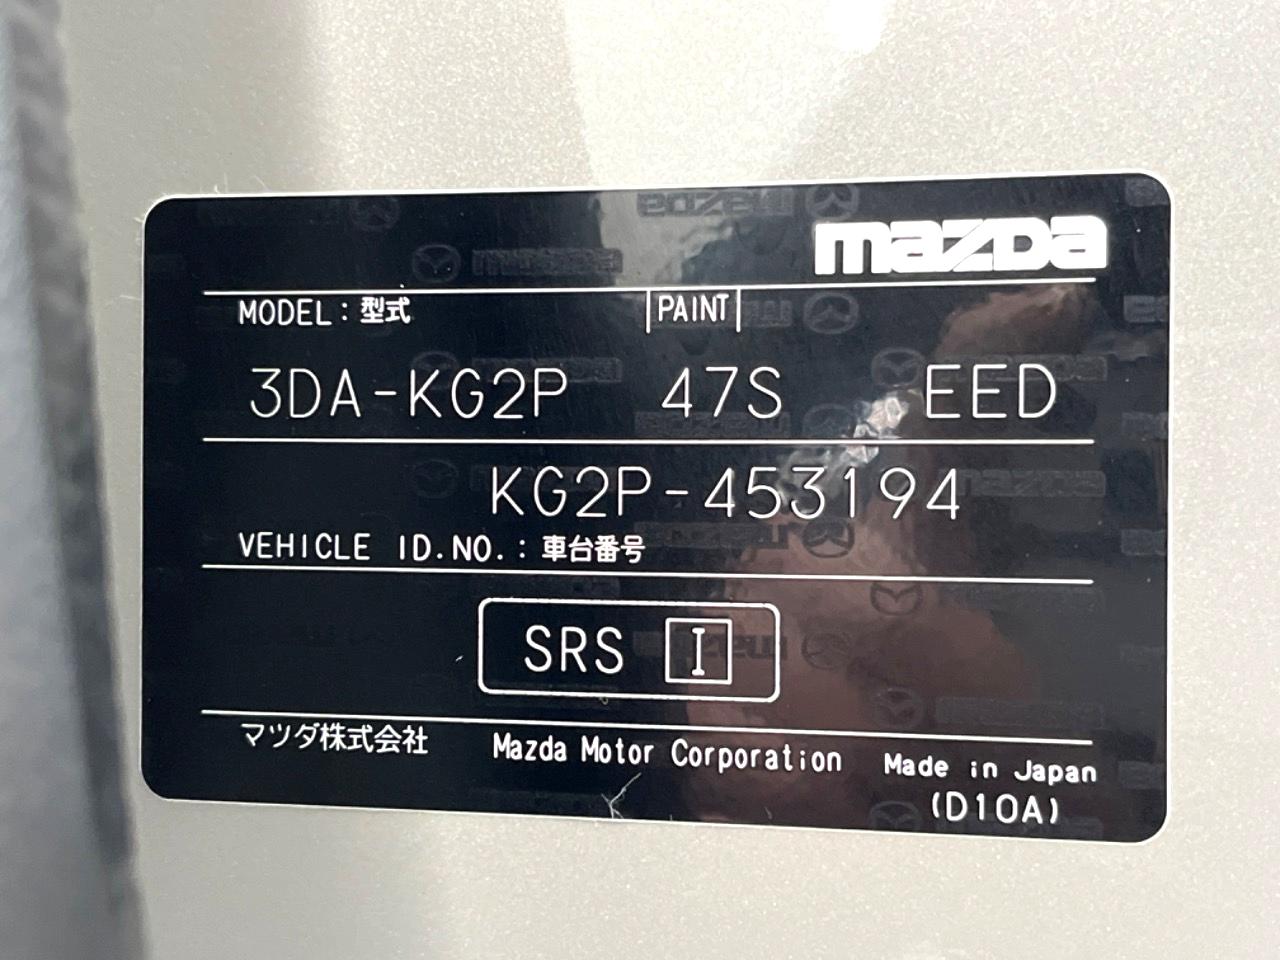 mazda
MODEL：型式 PAINT
3DA-KG2P 47S EED
KG2P-453194
VEHICLE ID.NO.：車台番号
SRS I
マツダ株式会社 Mazda Motor Corporation Made in Japan
(D10A)